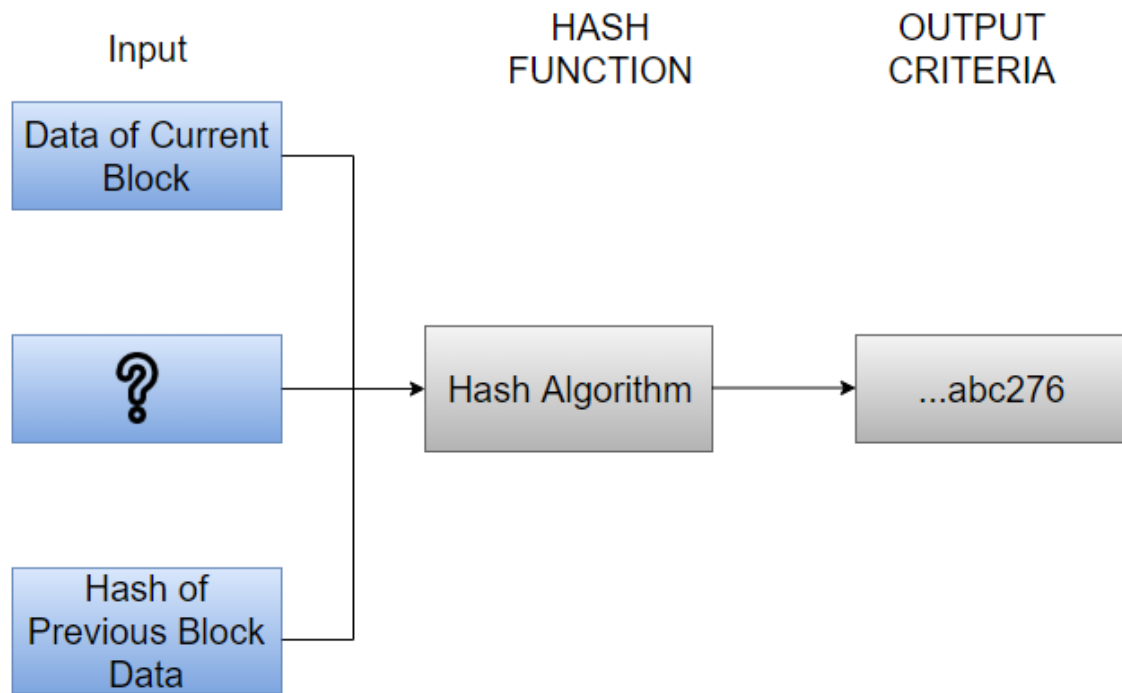 Input
HASH
FUNCTION
OUTPUT
CRITERIA
Data of Current
Block
?
Hash Algorithm
...abc276
Hash of
Previous Block
Data